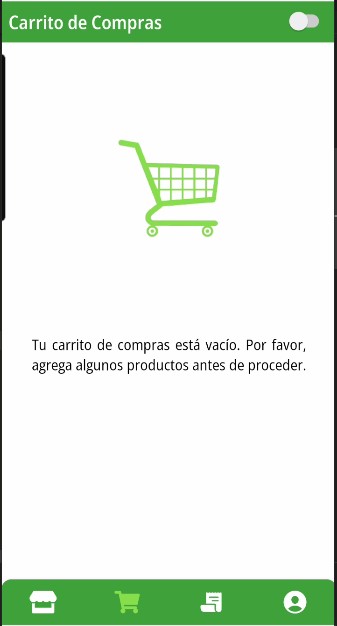 Carrito de Compras
Tu carrito de compras está vacío. Por favor,
agrega algunos productos antes de proceder.